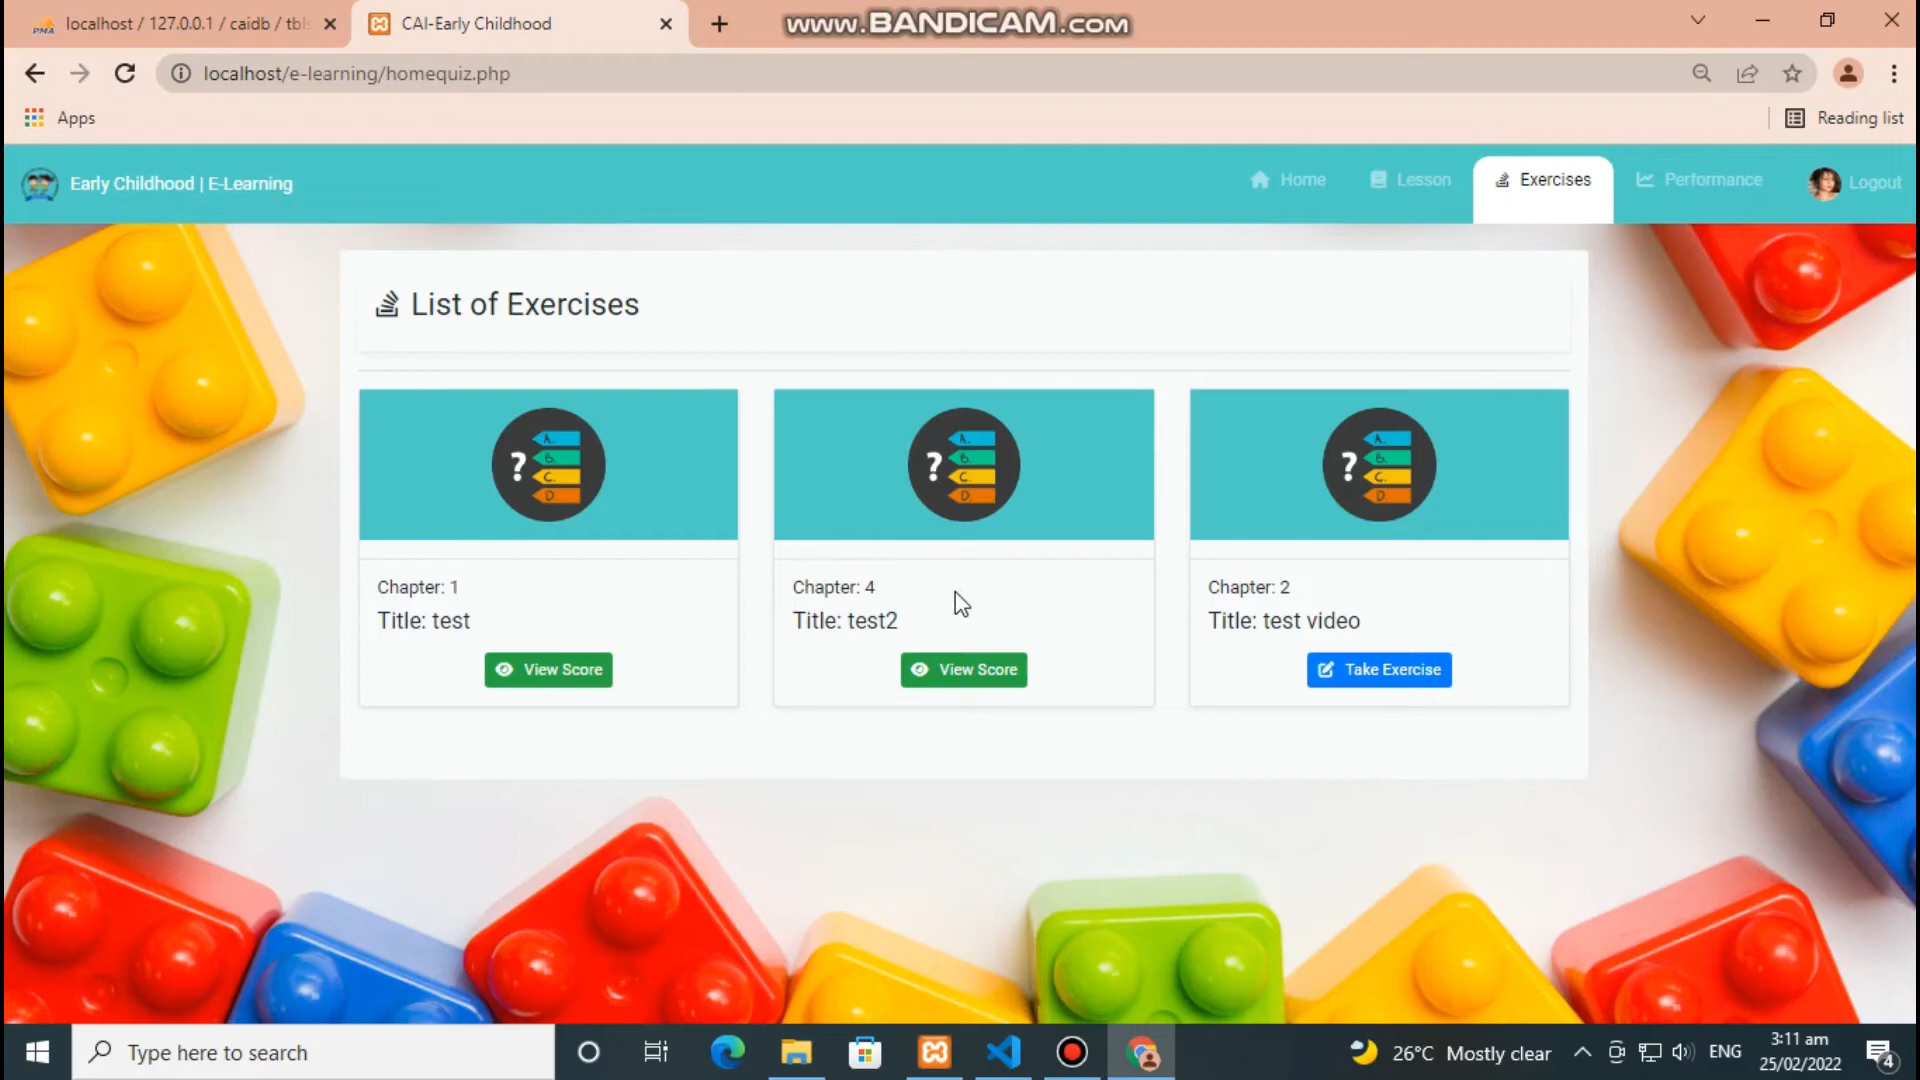 localhost / 127.0.0.1 / caidb / tbls
CAI-Early Childhood
www.BANDICAM.com
localhost/e-learning/homequiz.php
Apps
Reading list
Early Childhood | E-Learning
Home
Lesson
Exercises
Performance
Logout
List of Exercises
? A. B. C. D.
? A. B. C. D.
? A. B. C. D.
Chapter: 1
Title: test
View Score
Chapter: 4
Title: test2
View Score
Chapter: 2
Title: test video
Take Exercise
Type here to search
26°C Mostly clear
ENG
3:11 am
25/02/2022
4